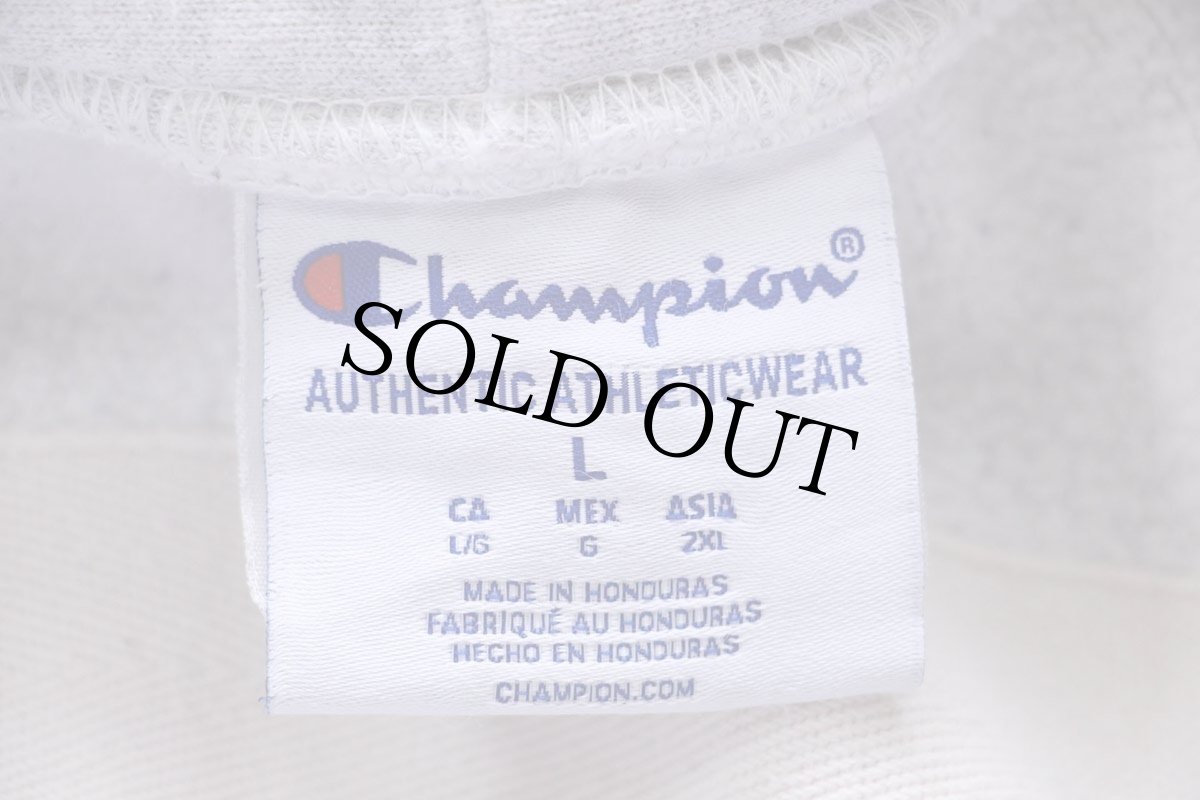 Champion®
SOLD OUT
AUTHENTIC ATHLETICWEAR
L
CA MEX ASIA
L/G G 2XL
MADE IN HONDURAS
FABRIQUÉ AU HONDURAS
HECHO EN HONDURAS
CHAMPION.COM